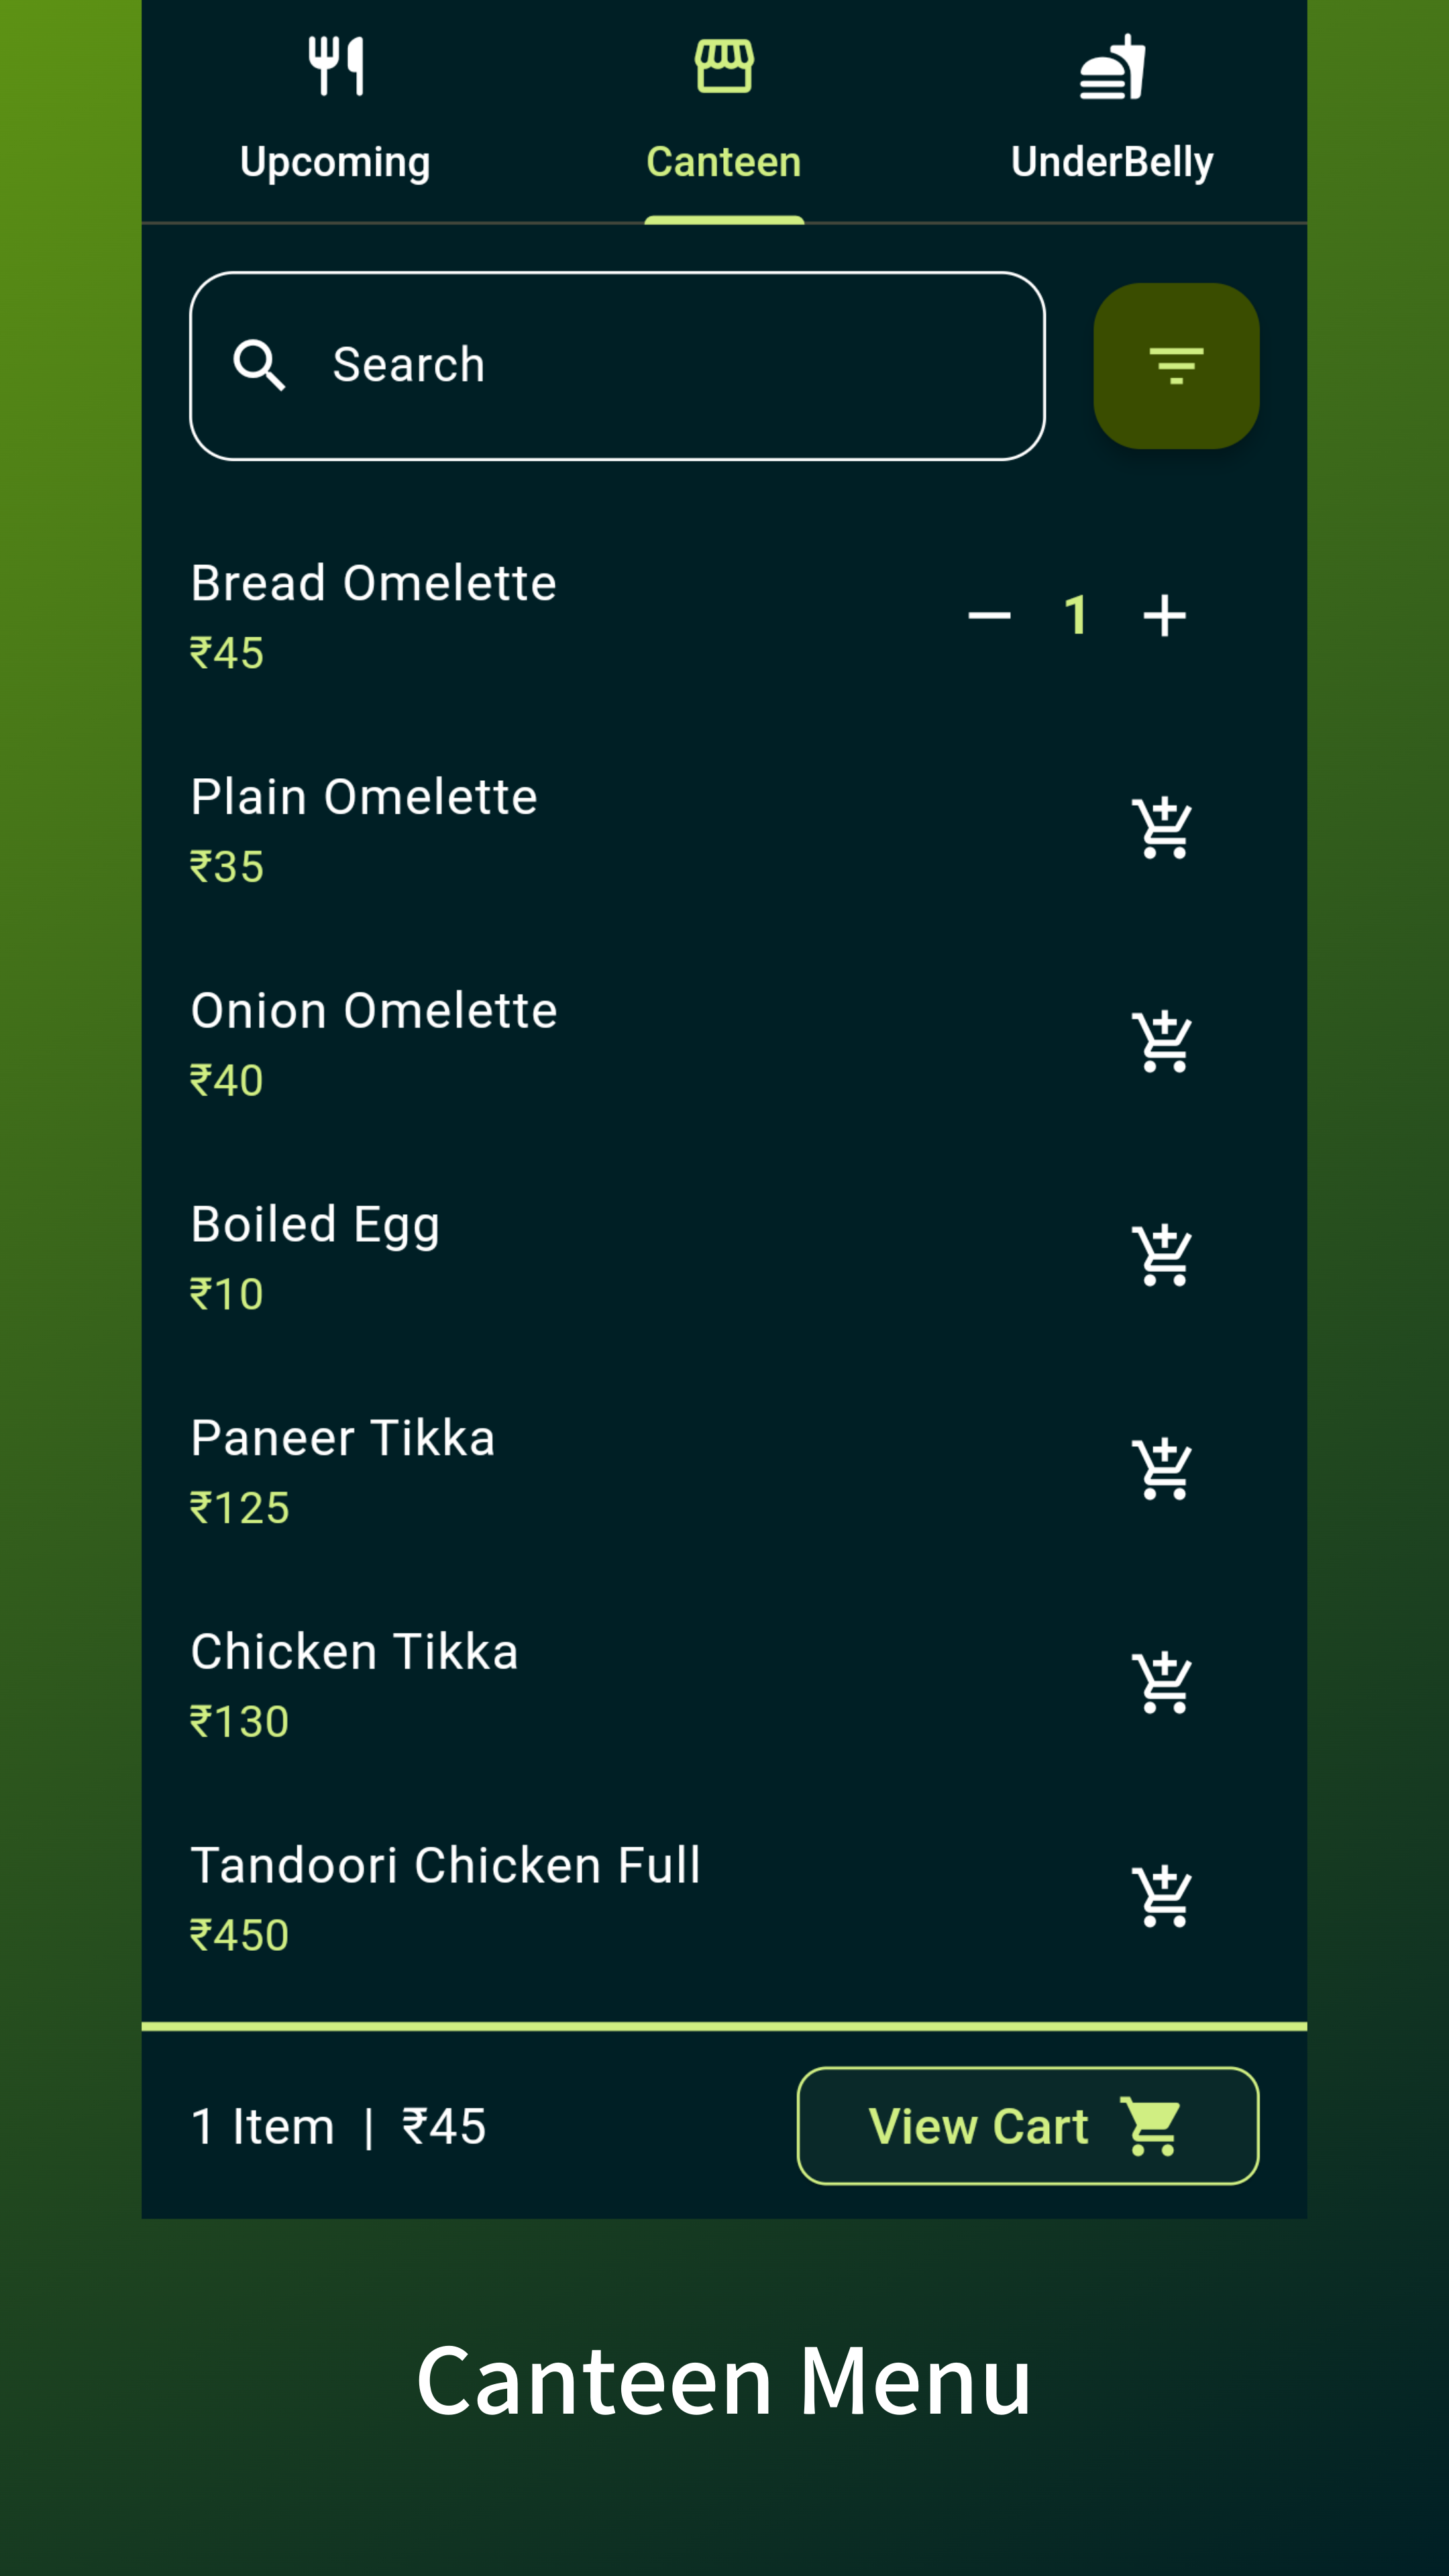 Upcoming Canteen UnderBelly
Search
Bread Omelette
₹45
1
Plain Omelette
₹35
Onion Omelette
₹40
Boiled Egg
₹10
Paneer Tikka
₹125
Chicken Tikka
₹130
Tandoori Chicken Full
₹450
1 Item | ₹45 View Cart
Canteen Menu